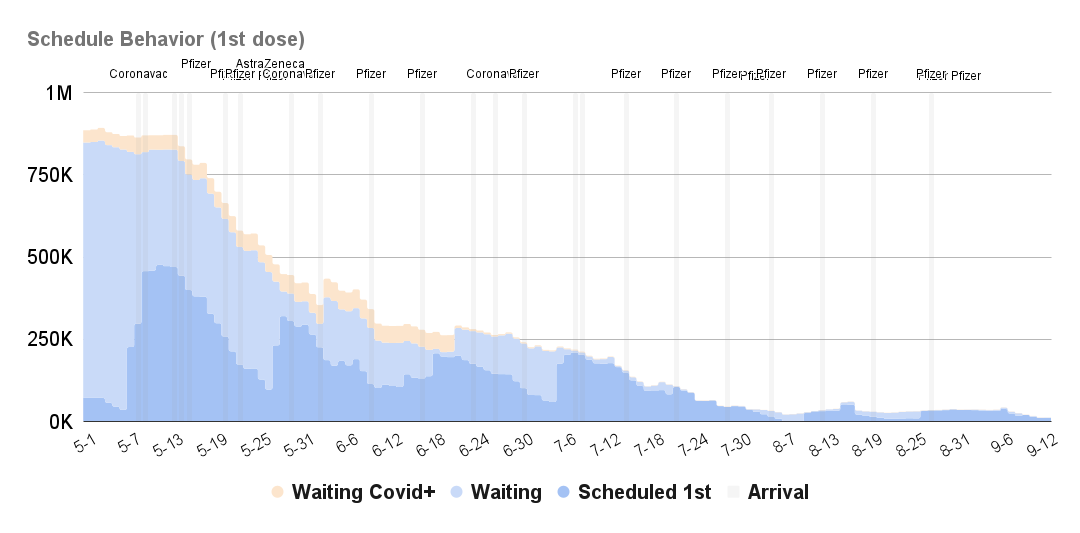 Schedule Behavior (1st dose)
Pfizer AstraZeneca
Coronavac Pfizer Pfizer Pfizer Pfizer Pfizer Pfizer Pfizer Pfizer Pfizer Pfizer Pfizer Pfizer Pfizer Pfizer
1M
750K
500K
250K
0K
5-1 5-7 5-13 5-19 5-25 5-31 6-6 6-12 6-18 6-24 6-30 7-6 7-12 7-18 7-24 7-30 8-7 8-13 8-19 8-25 8-31 9-6 9-12
Waiting Covid+ Waiting Scheduled 1st Arrival